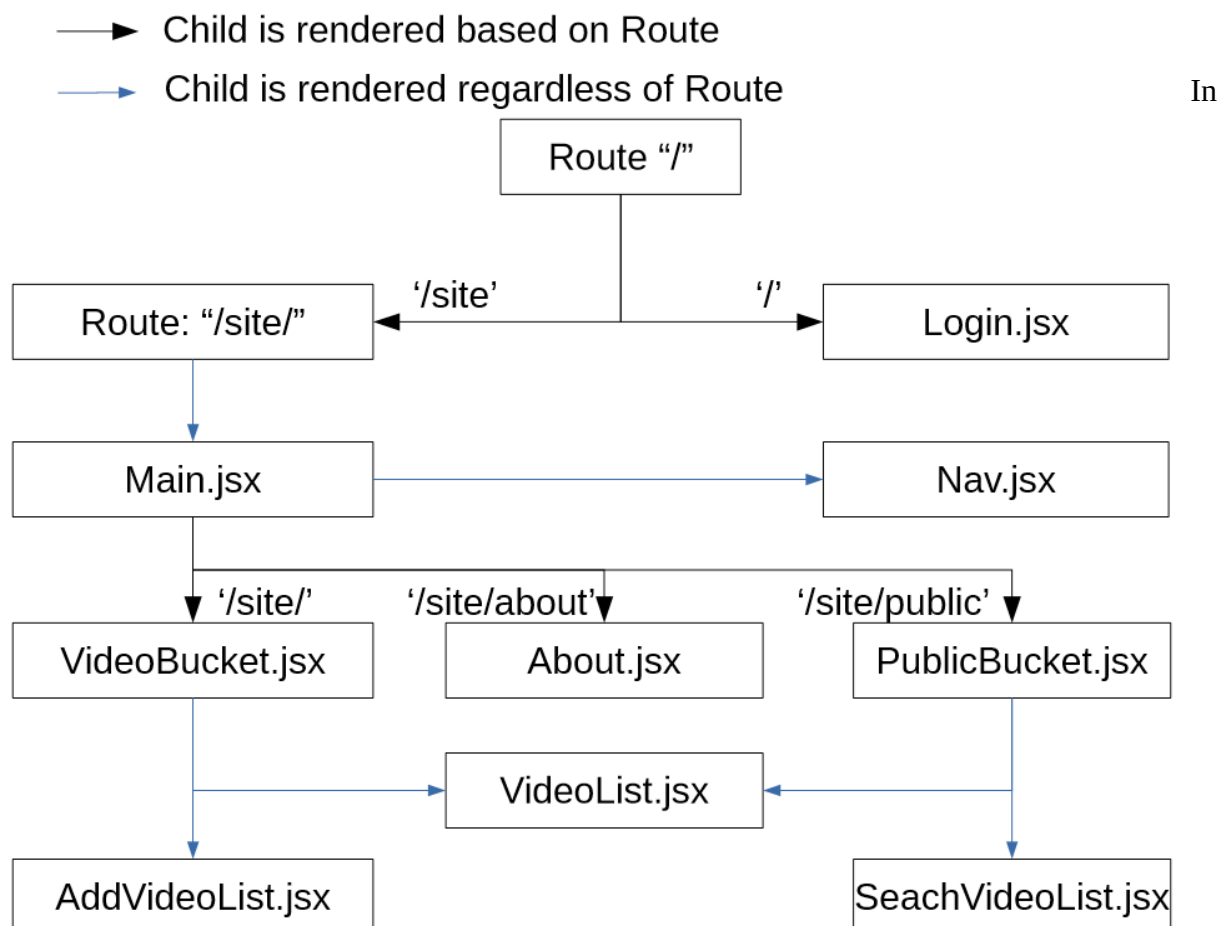 Child is rendered based on Route
Child is rendered regardless of Route
In
Route “/”
‘/site’
‘/’
Route: “/site/”
Login.jsx
Main.jsx
Nav.jsx
‘/site/’
‘/site/about’
‘/site/public’
VideoBucket.jsx
About.jsx
PublicBucket.jsx
VideoList.jsx
AddVideoList.jsx
SeachVideoList.jsx